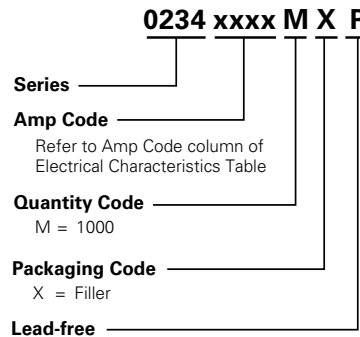 0234 xxxx M X P
Series
Amp Code
Refer to Amp Code column of
Electrical Characteristics Table
Quantity Code
M = 1000
Packaging Code
X = Filler
Lead-free